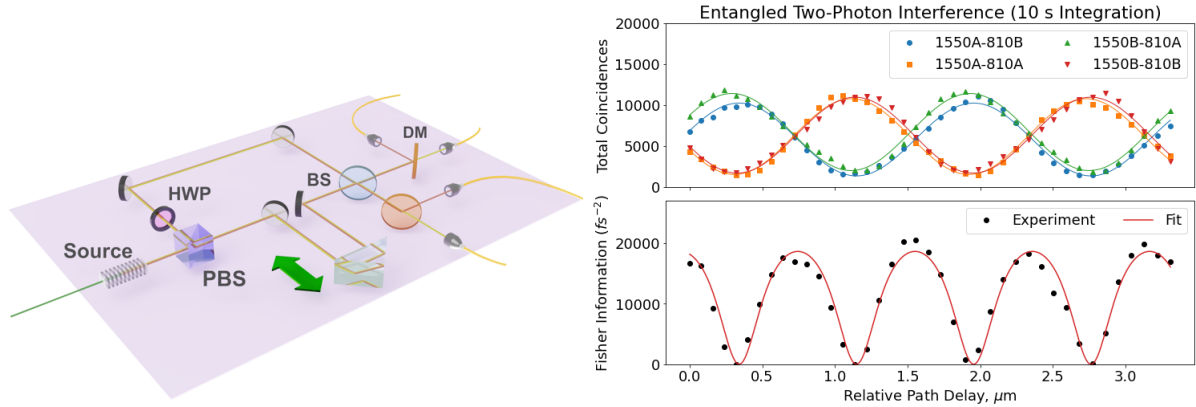 Source
HWP
PBS
BS
DM
Entangled Two-Photon Interference (10 s Integration)
Total Coincidences
20000
15000
10000
5000
0
1550A-810B
1550A-810A
1550B-810A
1550B-810B
Fisher Information (fs⁻²)
20000
10000
0
Experiment
Fit
0.0 0.5 1.0 1.5 2.0 2.5 3.0
Relative Path Delay, μm